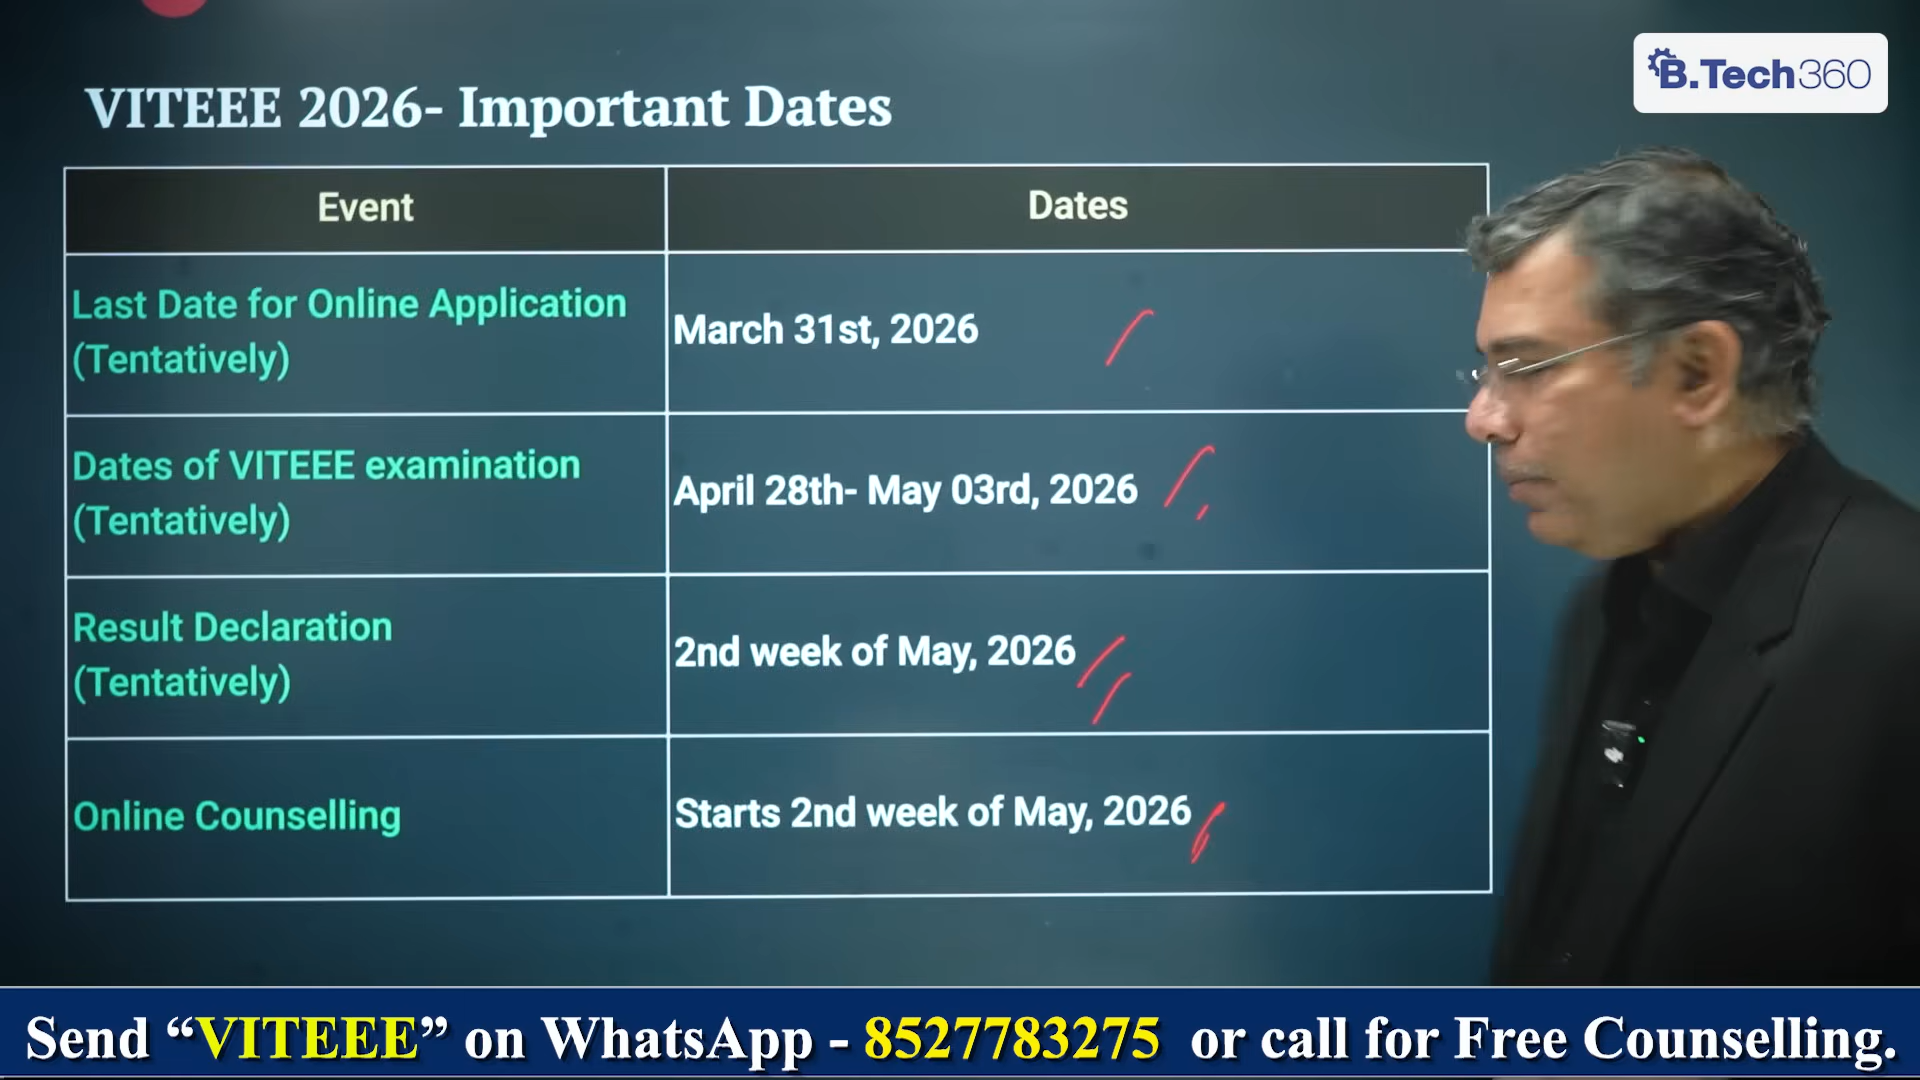 B.Tech360
VITEEE 2026- Important Dates
Event
Dates
Last Date for Online Application
(Tentatively)
March 31st, 2026
Dates of VITEEE examination
(Tentatively)
April 28th- May 03rd, 2026
Result Declaration
(Tentatively)
2nd week of May, 2026
Online Counselling
Starts 2nd week of May, 2026
Send “VITEEE” on WhatsApp - 8527783275 or call for Free Counselling.